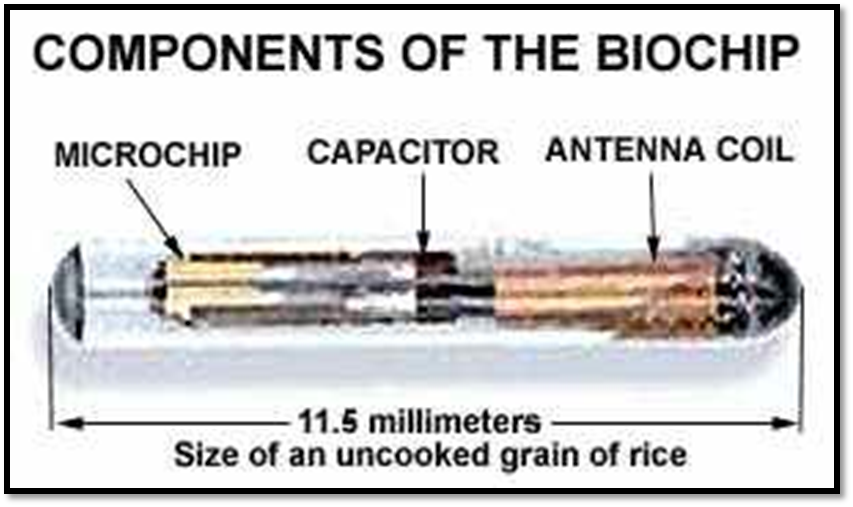 COMPONENTS OF THE BIOCHIP
MICROCHIP CAPACITOR ANTENNA COIL
11.5 millimeters
Size of an uncooked grain of rice